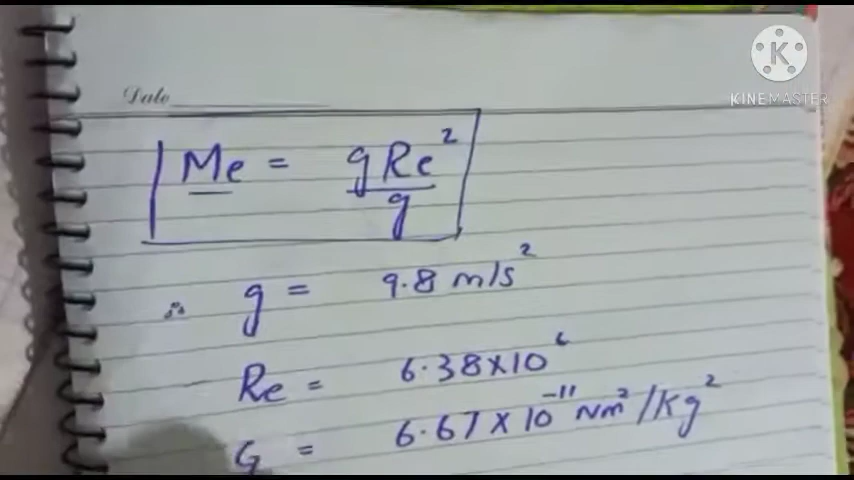 KINEMASTER
Date
Me = gRe²/g
∴ g = 9.8 m/s²
Re = 6.38×10⁶
G = 6.67 × 10⁻¹¹ Nm²/Kg²